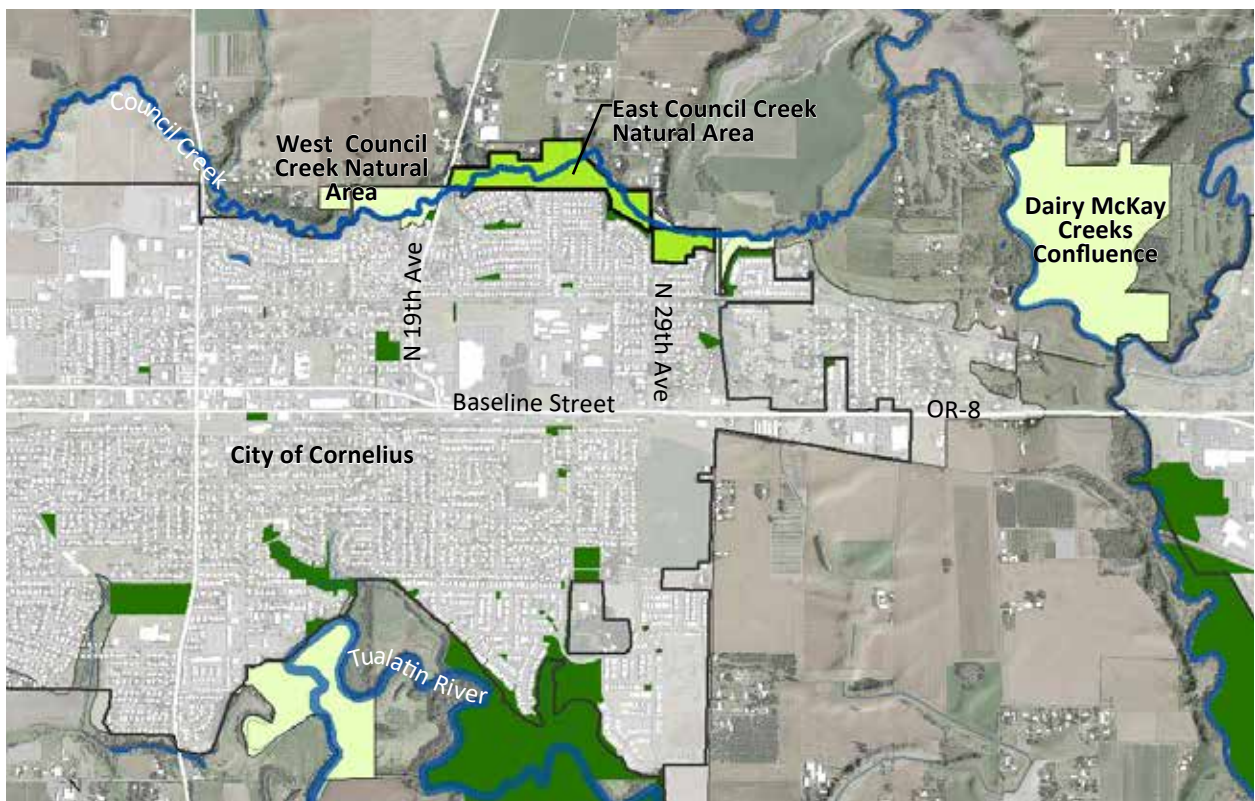 Council Creek
West Council
Creek Natural
Area
East Council Creek
Natural Area
Dairy McKay
Creeks
Confluence
N 19th Ave
N 29th Ave
Baseline Street
OR-8
City of Cornelius
Tualatin River